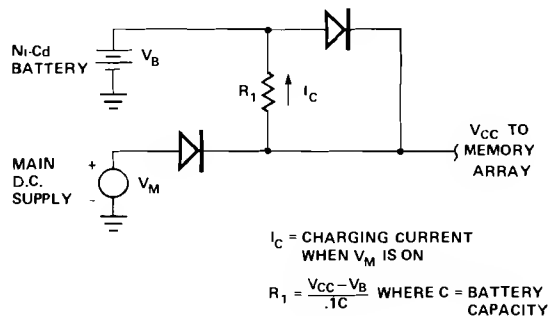 Ni-Cd
BATTERY
V_B
R_1
I_C
MAIN
D.C.
SUPPLY
+
-
V_M
V_CC TO
MEMORY
ARRAY
I_C = CHARGING CURRENT
WHEN V_M IS ON
R_1 = (V_CC – V_B) / .1C WHERE C = BATTERY
CAPACITY